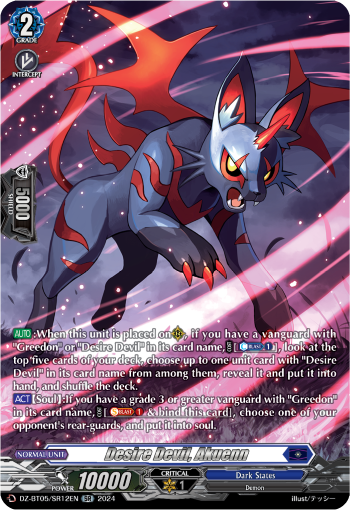 2
GRADE
INTERCEPT
5000
SHIELD
AUTO:When this unit is placed on R, if you have a vanguard with
"Greedon" or "Desire Devil" in its card name, COST [ SOUL BLAST 1 ], look at the
top five cards of your deck, choose up to one unit card with "Desire
Devil" in its card name from among them, reveal it and put it into
hand, and shuffle the deck.
ACT [Soul]:If you have a grade 3 or greater vanguard with "Greedon"
in its card name, COST [ BLAST 1 & bind this card], choose one of your
opponent's rear-guards, and put it into soul.
NORMAL UNIT
Desire Devil, Akuenn
POWER 10000
CRITICAL
1
Dark States
Demon
DZ-BT05/SR12EN SR 2024
illust/テッシー